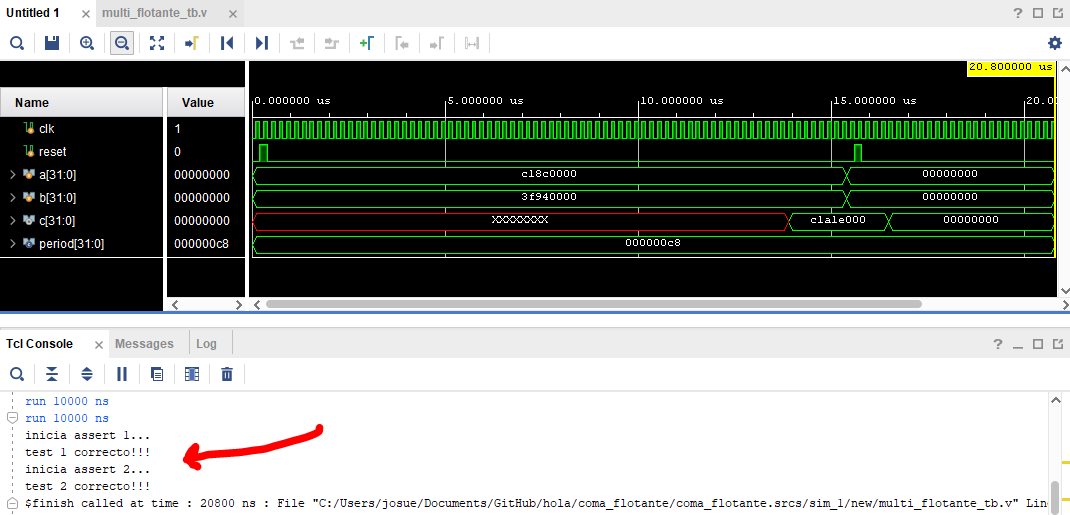 Untitled 1
multi_flotante_tb.v
20.800000 us
Name
Value
0.000000 us
5.000000 us
10.000000 us
15.000000 us
20.0
clk
1
reset
0
a[31:0]
00000000
c18c0000
00000000
b[31:0]
00000000
3f940000
00000000
c[31:0]
00000000
XXXXXXXX
c1a1e000
00000000
period[31:0]
000000c8
000000c8
Tcl Console
Messages
Log
run 10000 ns
run 10000 ns
inicia assert 1...
test 1 correcto!!!
inicia assert 2...
test 2 correcto!!!
$finish called at time : 20800 ns : File "C:/Users/josue/Documents/GitHub/hola/coma_flotante/coma_flotante.srcs/sim_1/new/multi_flotante_tb.v" Lin